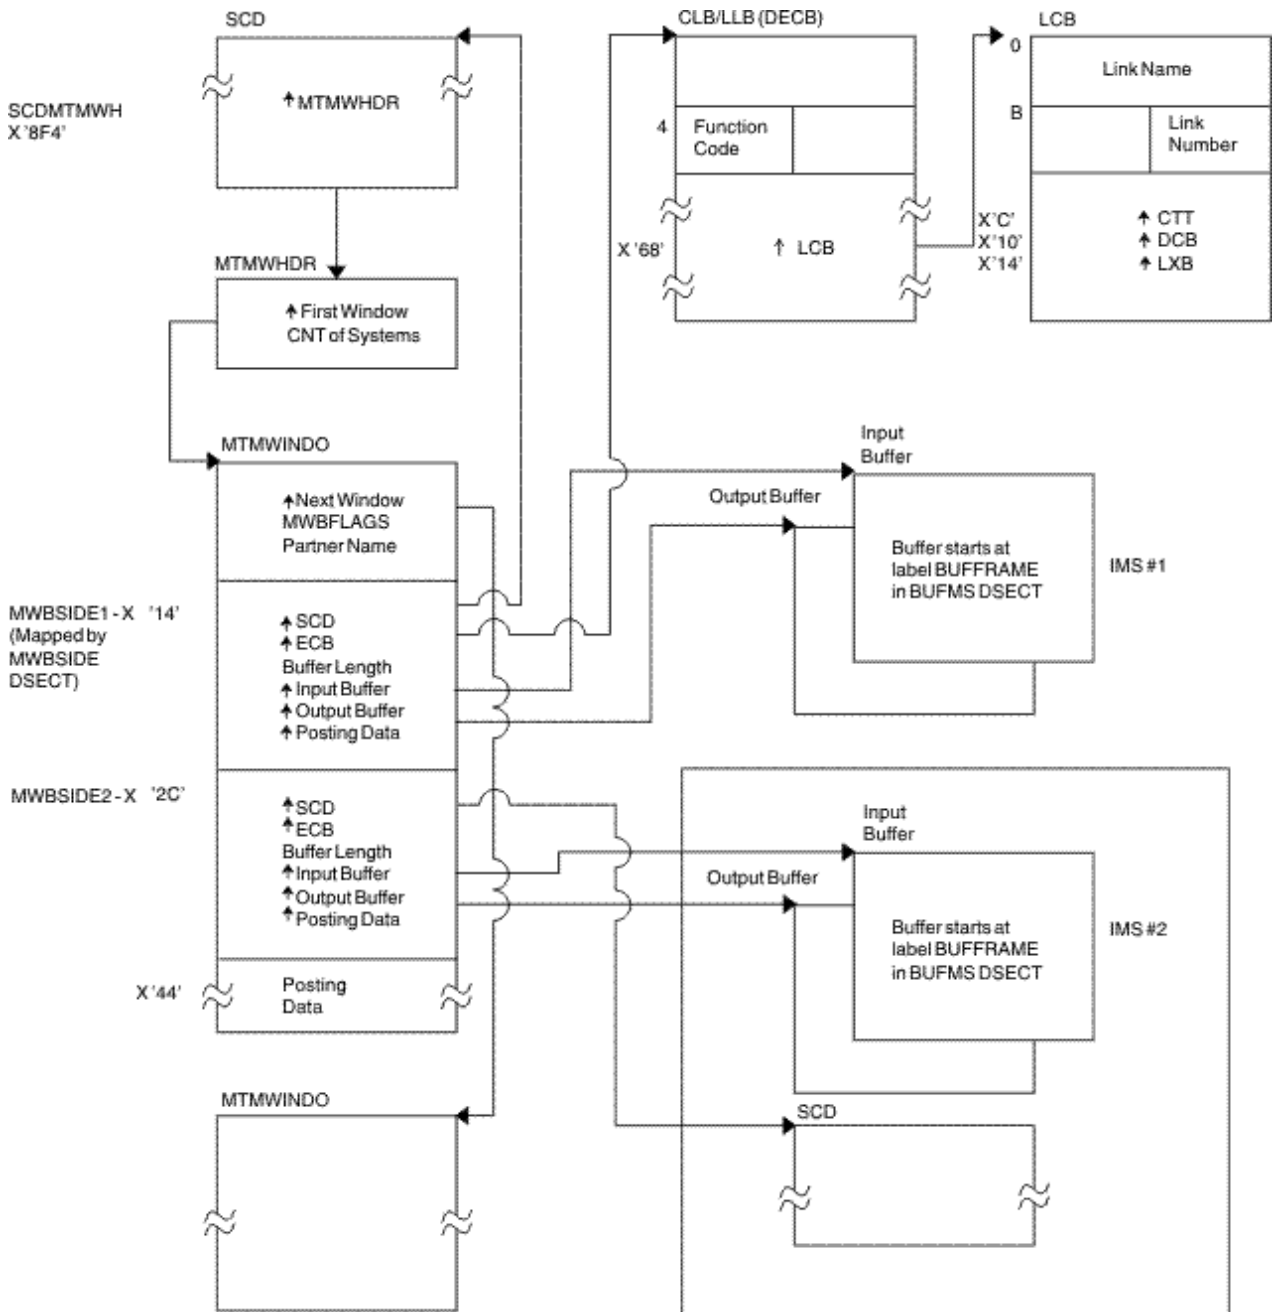 SCD
SCDMTMWH
X '8F4'
↑MTMWHDR
CLB/LLB (DECB)
4
Function
Code
X '68'
↑ LCB
LCB
0
Link Name
B
Link
Number
X'C'
X'10'
X'14'
↑ CTT
↑ DCB
↑ LXB
MTMWHDR
↑First Window
CNT of Systems
MTMWINDO
↑Next Window
MWBFLAGS
Partner Name
MWBSIDE1 - X '14'
(Mapped by
MWBSIDE
DSECT)
↑SCD
↑ECB
Buffer Length
↑Input Buffer
↑Output Buffer
↑Posting Data
Input
Buffer
Output Buffer
Buffer starts at
label BUFFRAME
in BUFMS DSECT
IMS #1
MWBSIDE2 - X '2C'
↑SCD
↑ECB
Buffer Length
↑Input Buffer
↑Output Buffer
↑Posting Data
Input
Buffer
Output Buffer
Buffer starts at
label BUFFRAME
in BUFMS DSECT
IMS #2
X '44'
Posting
Data
MTMWINDO
SCD